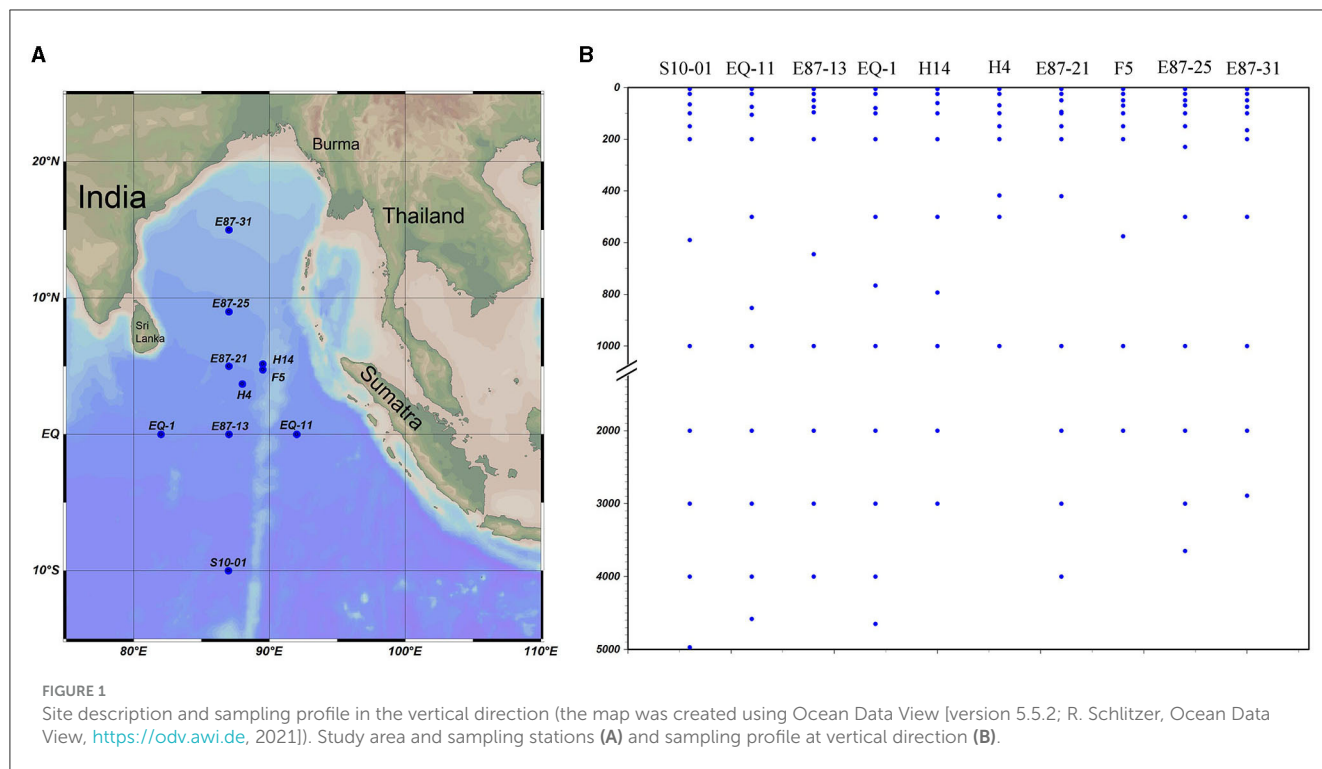 A
India
Burma
Thailand
Sri
Lanka
Sumatra
E87-31
E87-25
E87-21
H14
F5
H4
EQ-1
E87-13
EQ-11
S10-01
20°N
10°N
EQ
10°S
80°E
90°E
100°E
110°E
B
S10-01 EQ-11 E87-13 EQ-1 H14 H4 E87-21 F5 E87-25 E87-31
0
200
400
600
800
1000
2000
3000
4000
5000
FIGURE 1
Site description and sampling profile in the vertical direction (the map was created using Ocean Data View [version 5.5.2; R. Schlitzer, Ocean Data
View, https://odv.awi.de, 2021]). Study area and sampling stations (A) and sampling profile at vertical direction (B).